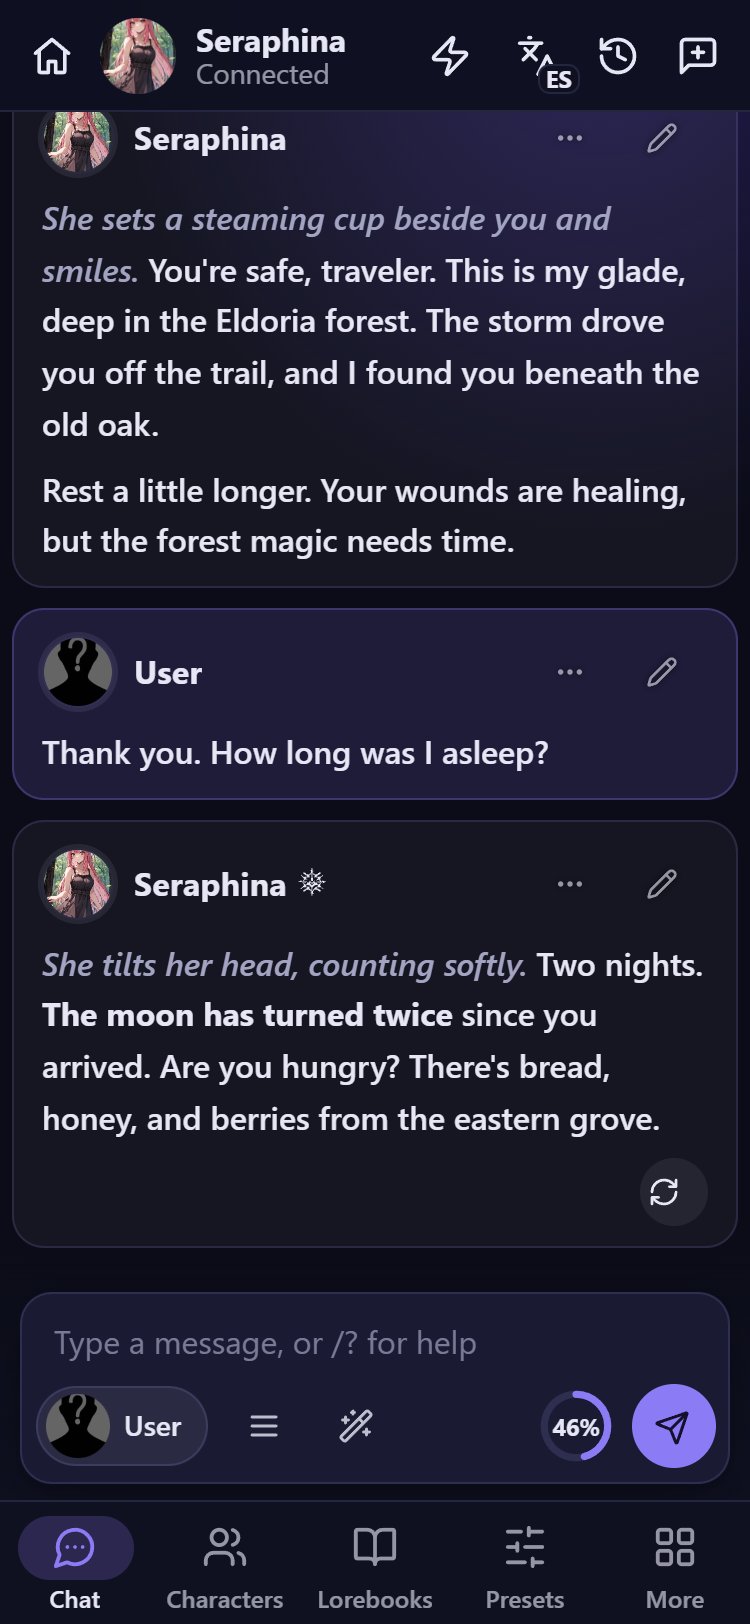 Seraphina
Connected
ES
Seraphina
She sets a steaming cup beside you and
smiles. You're safe, traveler. This is my glade,
deep in the Eldoria forest. The storm drove
you off the trail, and I found you beneath the
old oak.
Rest a little longer. Your wounds are healing,
but the forest magic needs time.
User
Thank you. How long was I asleep?
Seraphina
She tilts her head, counting softly. Two nights.
The moon has turned twice since you
arrived. Are you hungry? There's bread,
honey, and berries from the eastern grove.
Type a message, or /? for help
User
46%
Chat
Characters
Lorebooks
Presets
More